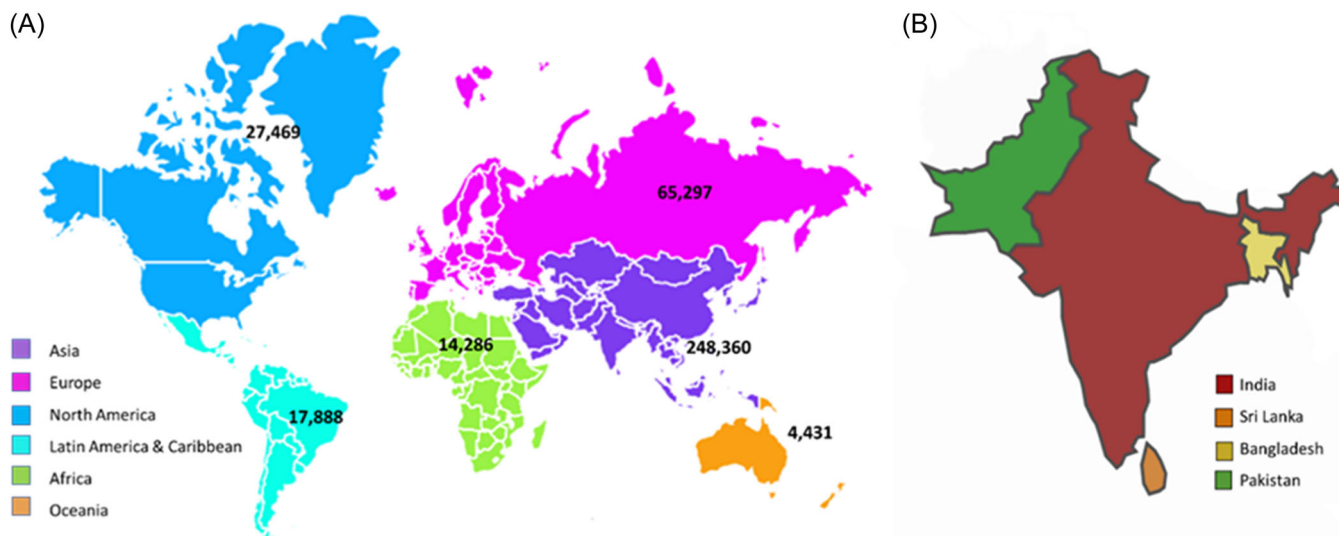 (A)
27,469
65,297
14,286
248,360
17,888
4,431
Asia
Europe
North America
Latin America & Caribbean
Africa
Oceania
(B)
India
Sri Lanka
Bangladesh
Pakistan